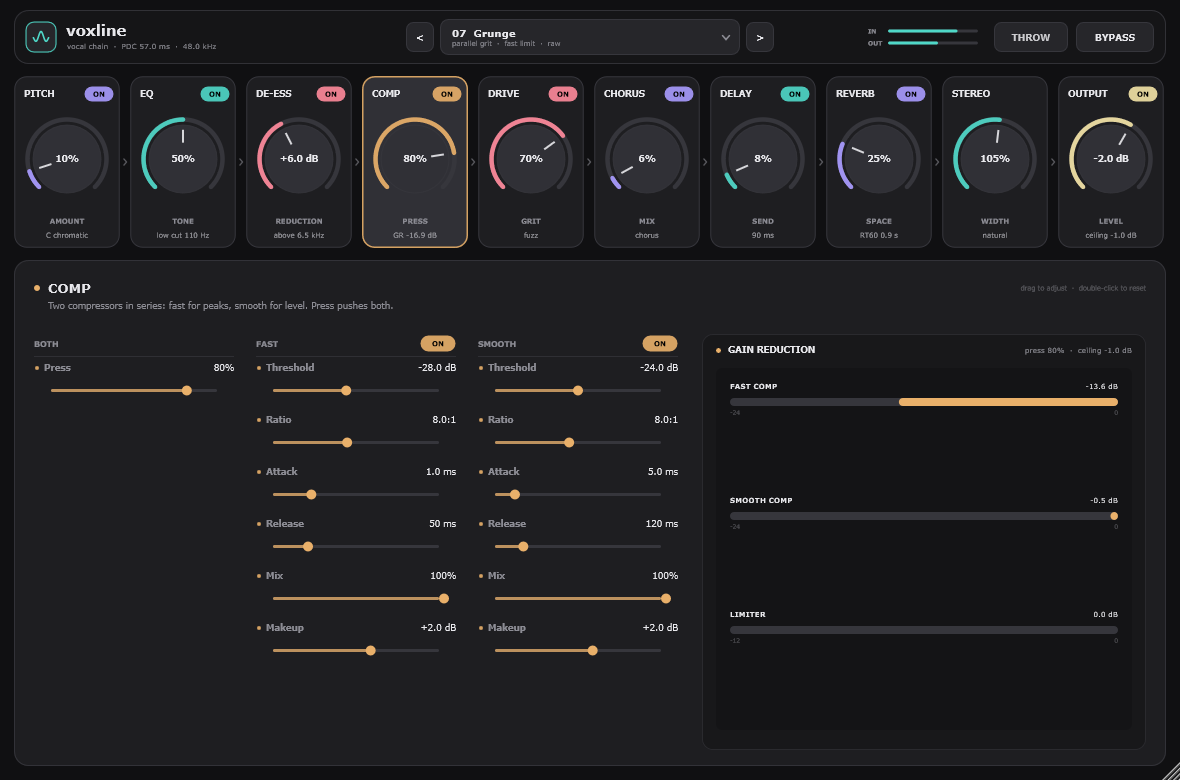 voxline
vocal chain · PDC 57.0 ms · 48.0 kHz
<
07 Grunge
parallel grit · fast limit · raw
>
IN
OUT
THROW
BYPASS
PITCH ON
10%
AMOUNT
C chromatic
EQ ON
50%
TONE
low cut 110 Hz
DE-ESS ON
+6.0 dB
REDUCTION
above 6.5 kHz
COMP ON
80%
PRESS
GR -16.9 dB
DRIVE ON
70%
GRIT
fuzz
CHORUS ON
6%
MIX
chorus
DELAY ON
8%
SEND
90 ms
REVERB ON
25%
SPACE
RT60 0.9 s
STEREO
105%
WIDTH
natural
OUTPUT ON
-2.0 dB
LEVEL
ceiling -1.0 dB
COMP
Two compressors in series: fast for peaks, smooth for level. Press pushes both.
drag to adjust · double-click to reset
BOTH
Press 80%
FAST ON
Threshold -28.0 dB
Ratio 8.0:1
Attack 1.0 ms
Release 50 ms
Mix 100%
Makeup +2.0 dB
SMOOTH ON
Threshold -24.0 dB
Ratio 8.0:1
Attack 5.0 ms
Release 120 ms
Mix 100%
Makeup +2.0 dB
GAIN REDUCTION
press 80% · ceiling -1.0 dB
FAST COMP -13.6 dB
-24 0
SMOOTH COMP -0.5 dB
-24 0
LIMITER 0.0 dB
-12 0